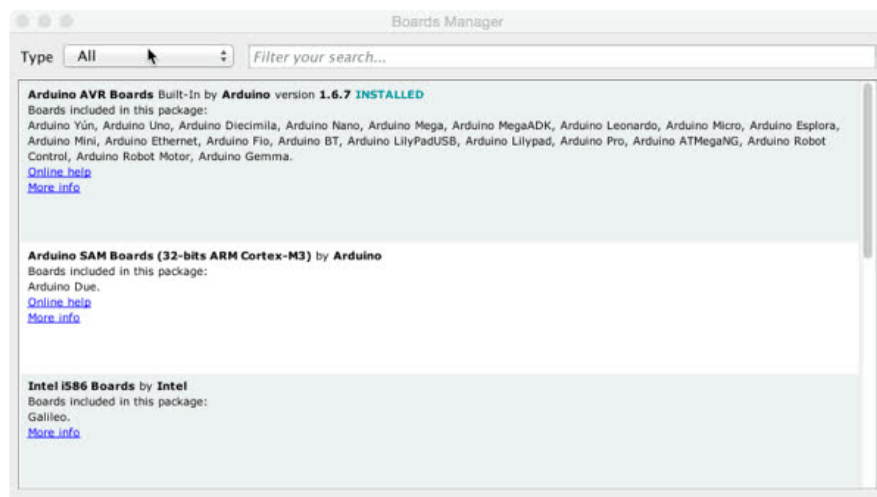 Boards Manager
Type All Filter your search...
Arduino AVR Boards Built-In by Arduino version 1.6.7 INSTALLED
Boards included in this package:
Arduino Yún, Arduino Uno, Arduino Diecimila, Arduino Nano, Arduino Mega, Arduino MegaADK, Arduino Leonardo, Arduino Micro, Arduino Esplora,
Arduino Mini, Arduino Ethernet, Arduino Fio, Arduino BT, Arduino LilyPadUSB, Arduino Lilypad, Arduino Pro, Arduino ATMegaNG, Arduino Robot
Control, Arduino Robot Motor, Arduino Gemma.
Online help
More info
Arduino SAM Boards (32-bits ARM Cortex-M3) by Arduino
Boards included in this package:
Arduino Due.
Online help
More info
Intel i586 Boards by Intel
Boards included in this package:
Galileo.
More info